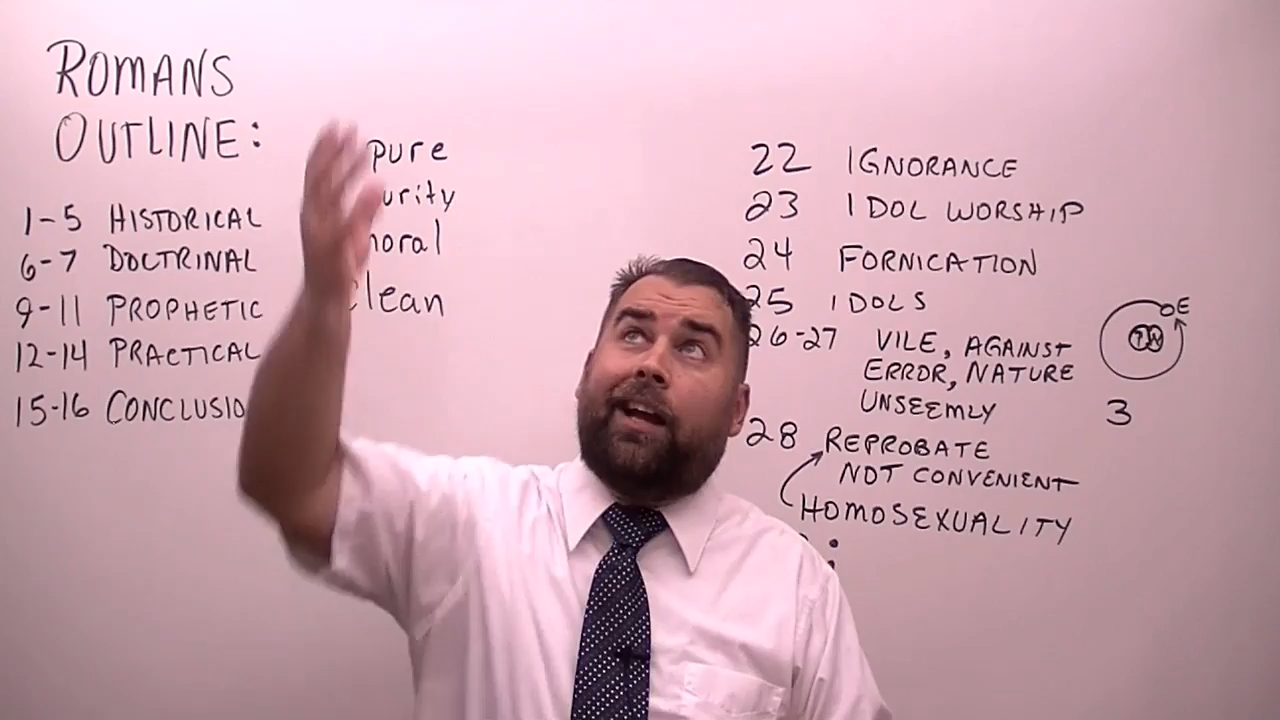 ROMANS
OUTLINE:
1-5 HISTORICAL
6-7 DOCTRINAL
9-11 PROPHETIC
12-14 PRACTICAL
15-16 CONCLUSIO
pure
urity
oral
clean
22 IGNORANCE
23 IDOL WORSHIP
24 FORNICATION
25 IDOLS
26-27 VILE, AGAINST
ERROR, NATURE
UNSEEMLY
28 REPROBATE
NOT CONVENIENT
HOMOSEXUALITY
E
3